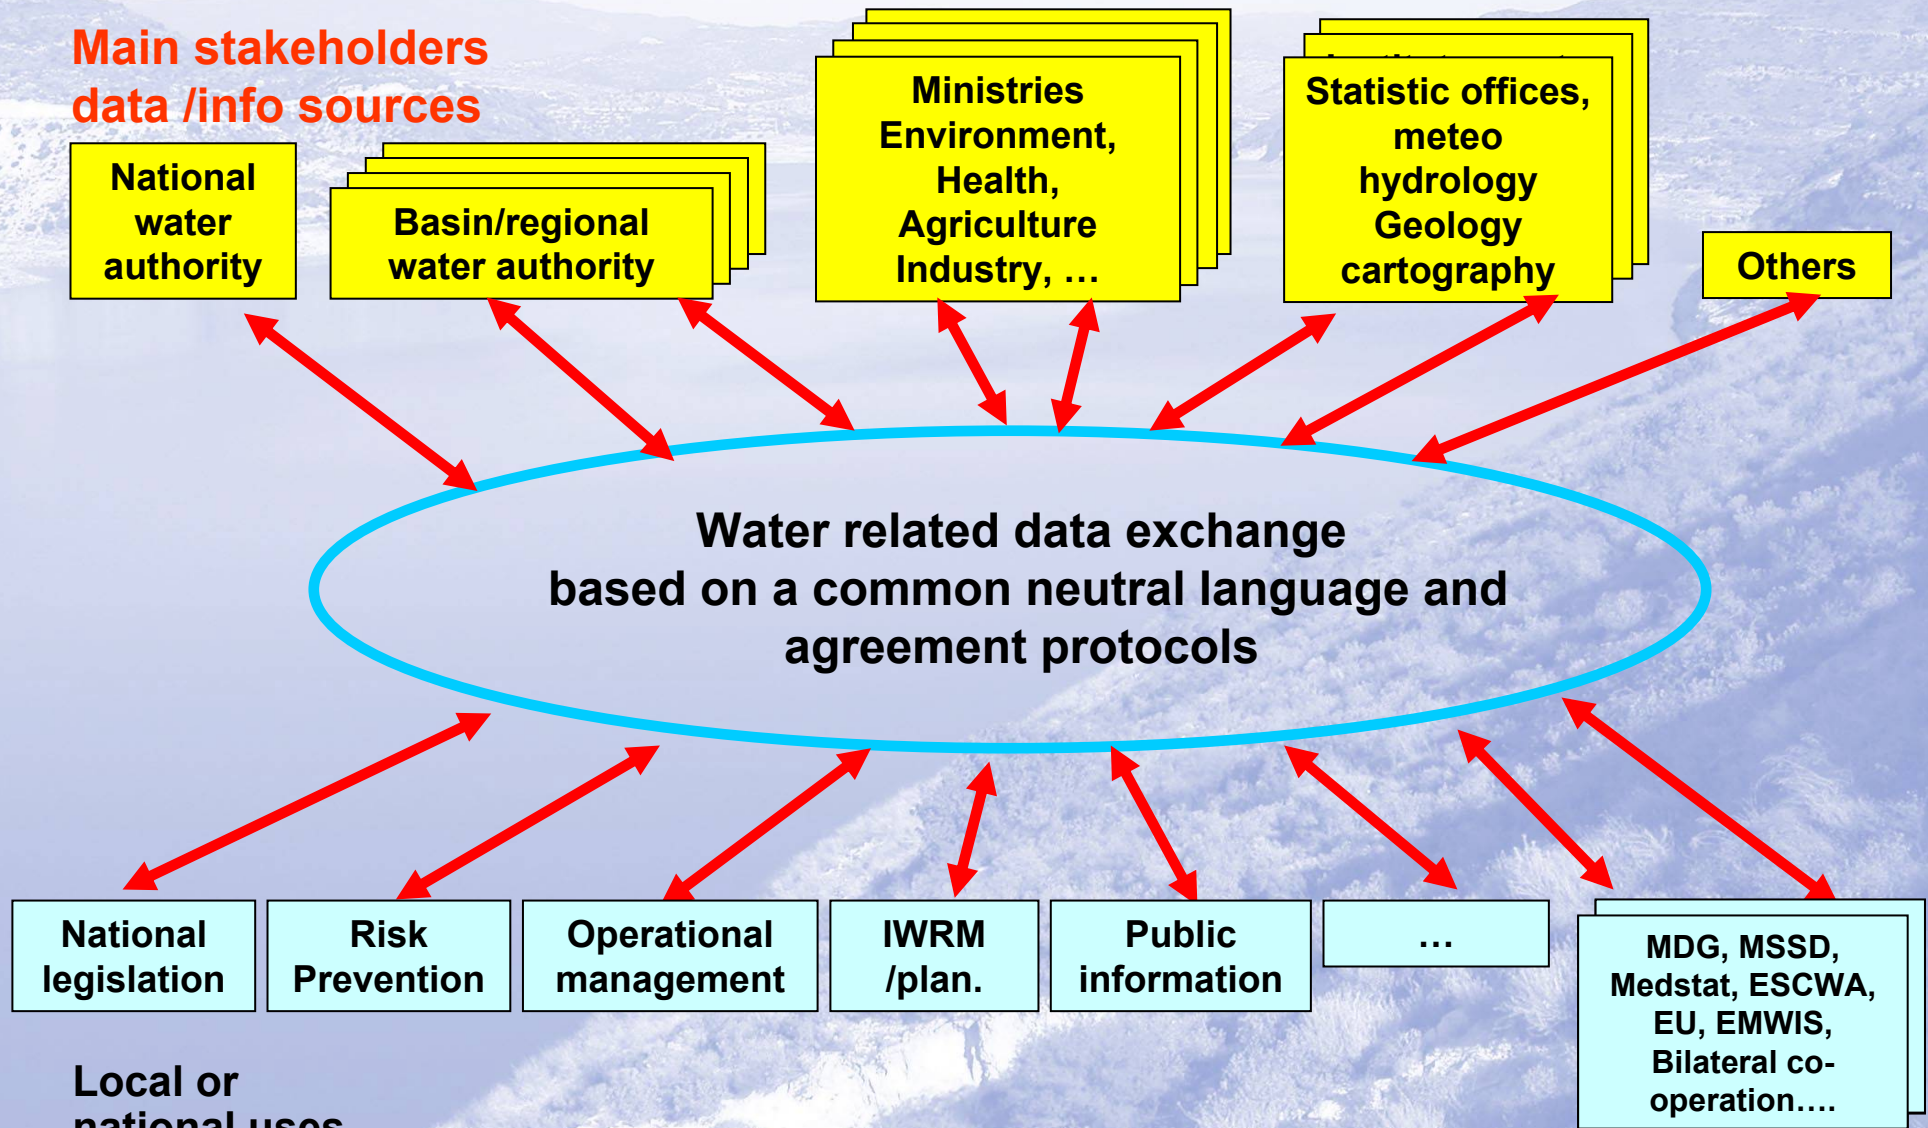 Main stakeholders
data /info sources
National
water
authority
Basin/regional
water authority
Ministries
Environment,
Health,
Agriculture
Industry, …
Statistic offices,
meteo
hydrology
Geology
cartography
Others
Water related data exchange
based on a common neutral language and
agreement protocols
National
legislation
Risk
Prevention
Operational
management
IWRM
/plan.
Public
information
…
MDG, MSSD,
Medstat, ESCWA,
EU, EMWIS,
Bilateral co-
operation….
Local or
national uses